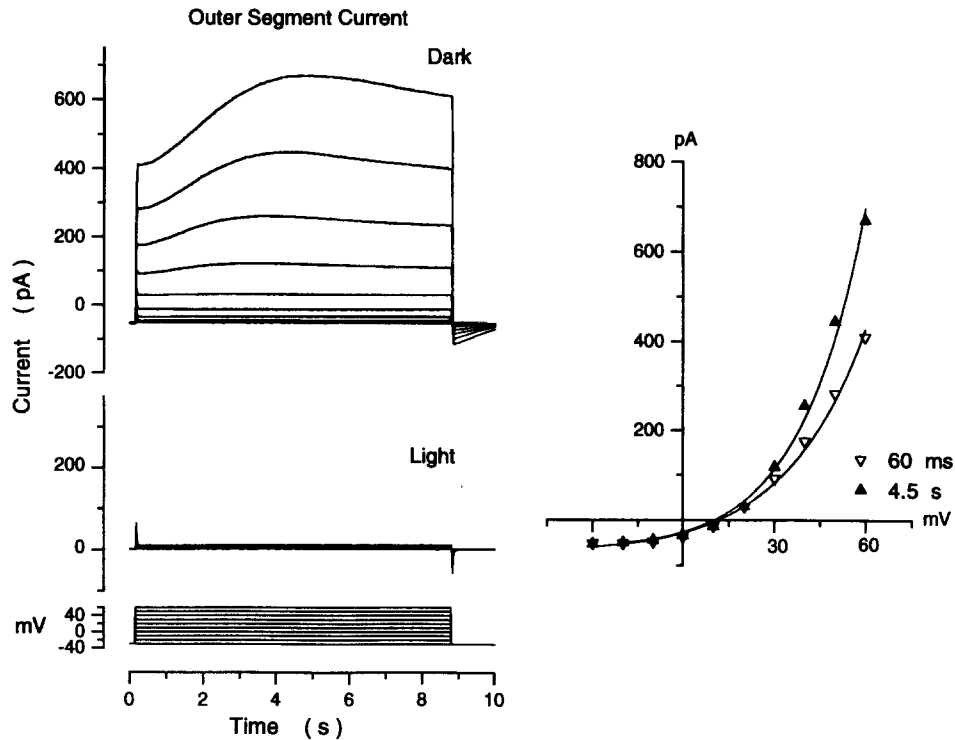 Outer Segment Current
Dark
600
400
200
0
-200
Current (pA)
Light
200
0
mV
40
0
-40
0 2 4 6 8 10
Time (s)
pA
800
600
400
200
▽ 60 ms
▲ 4.5 s
mV
30 60